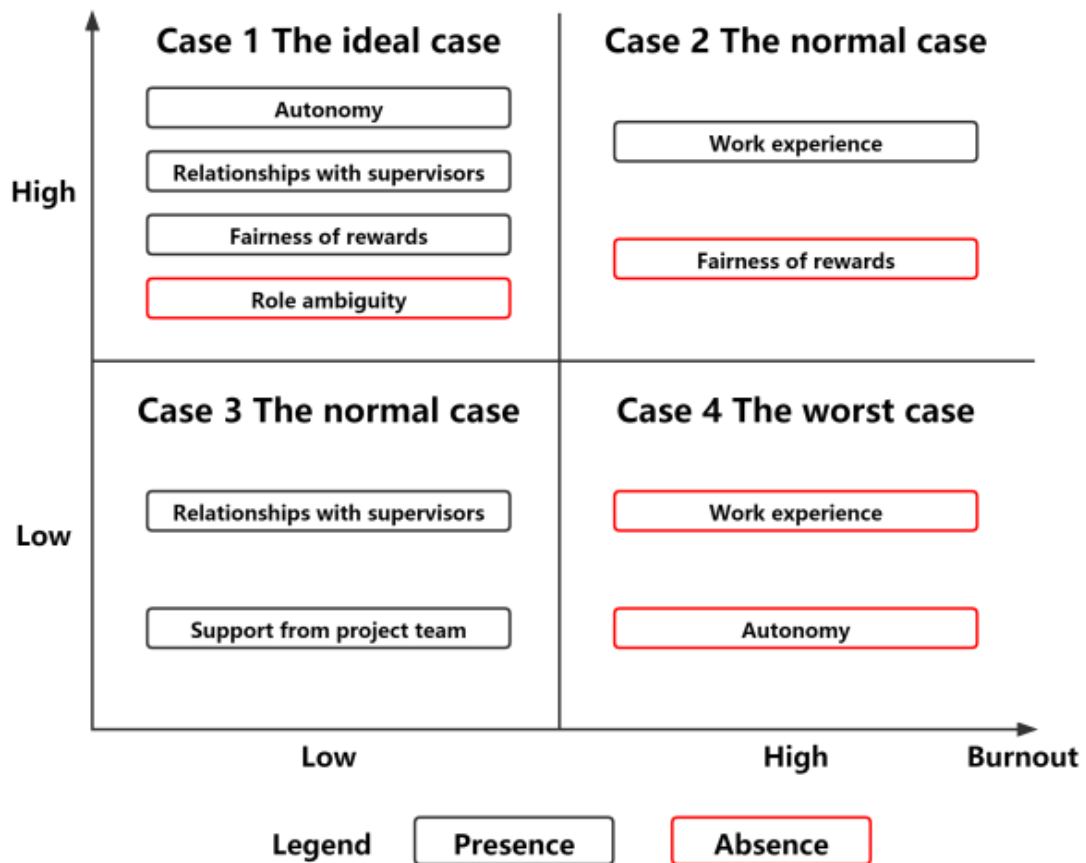 Case 1 The ideal case
Autonomy
Relationships with supervisors
Fairness of rewards
Role ambiguity
Case 2 The normal case
Work experience
Fairness of rewards
High
Case 3 The normal case
Relationships with supervisors
Support from project team
Case 4 The worst case
Work experience
Autonomy
Low
Low
High
Burnout
Legend
Presence
Absence